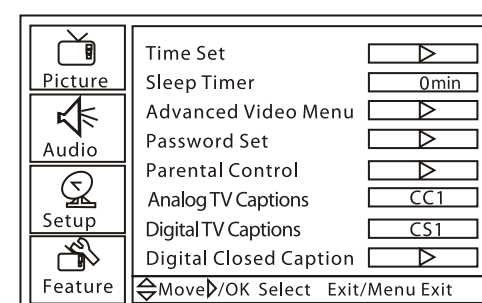 Picture
Audio
Setup
Feature
Time Set
Sleep Timer 0min
Advanced Video Menu
Password Set
Parental Control
Analog TV Captions CC1
Digital TV Captions CS1
Digital Closed Caption
Move /OK Select Exit/Menu Exit